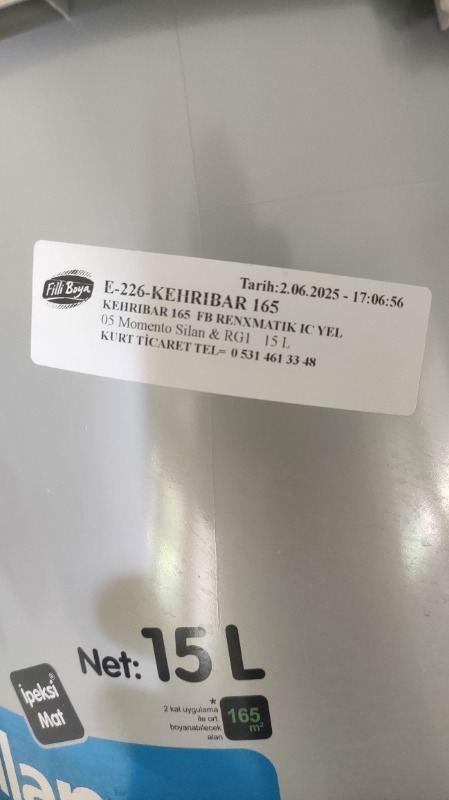 Filli Boya
Tarih:2.06.2025 - 17:06:56
E-226-KEHRIBAR 165
KEHRIBAR 165 FB RENXMATIK IC YEL
05 Momento Silan & RG1 15 L
KURT TİCARET TEL= 0 531 461 33 48
Net: 15 L
ipeksi®
Mat
*
2 kat uygulama
ile ort.
boyanabilecek
alan
165
m²
ilan